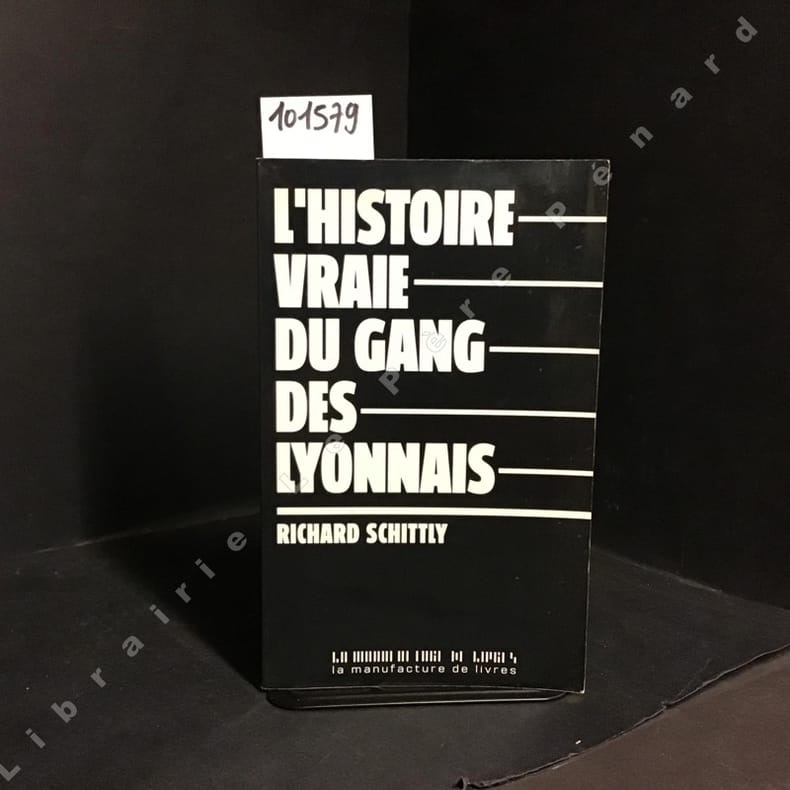 101579
L'HISTOIRE
VRAIE
DU GANG
DES
LYONNAIS
RICHARD SCHITTLY
la manufacture de livres
Librairie Le Père Pénard